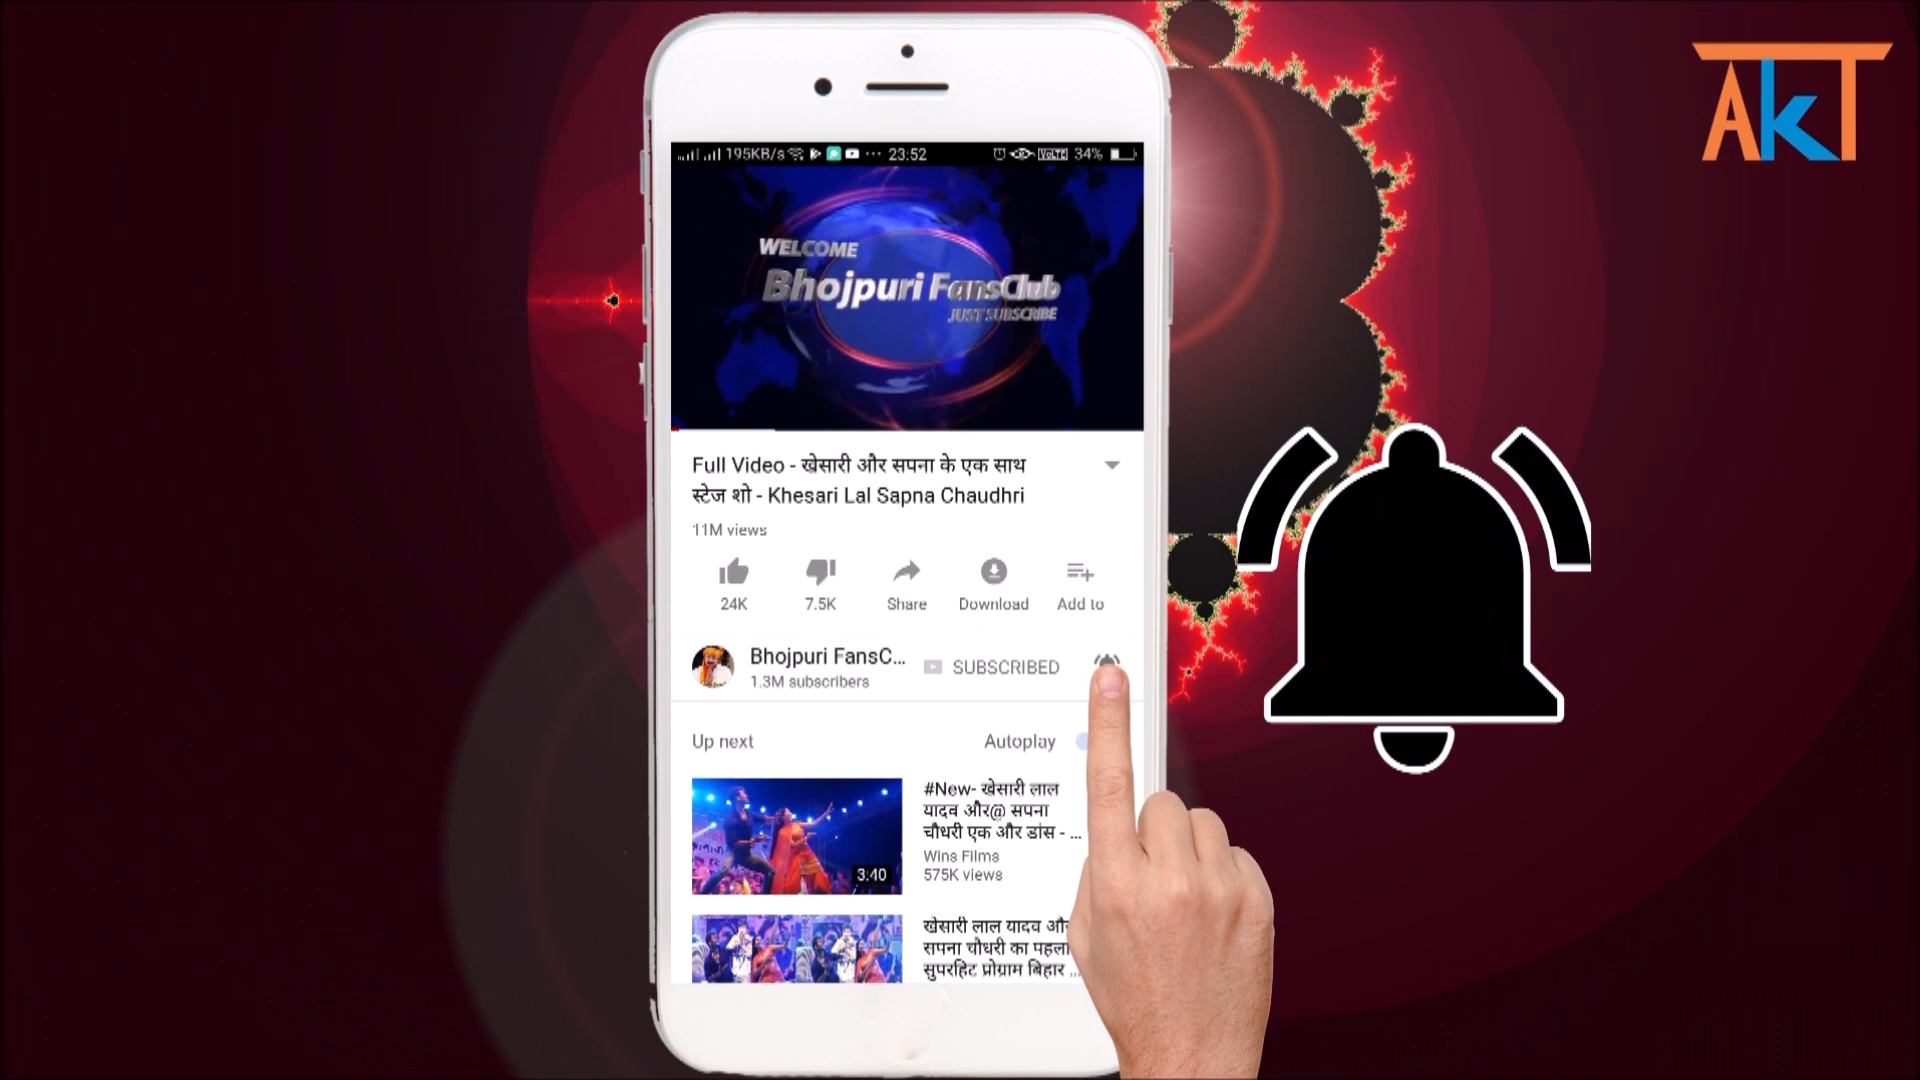 AKT
195KB/s ... 23:52 VoLTE 34%
WELCOME
Bhojpuri FansClub
JUST SUBSCRIBE
Full Video - खेसारी और सपना के एक साथ
स्टेज शो - Khesari Lal Sapna Chaudhri
11M views
24K 7.5K Share Download Add to
Bhojpuri FansC...
1.3M subscribers
SUBSCRIBED
Up next Autoplay
3:40
#New- खेसारी लाल
यादव और@ सपना
चौधरी एक और डांस - ...
Wins Films
575K views
खेसारी लाल यादव और
सपना चौधरी का पहला
सुपरहिट प्रोग्राम बिहार ...